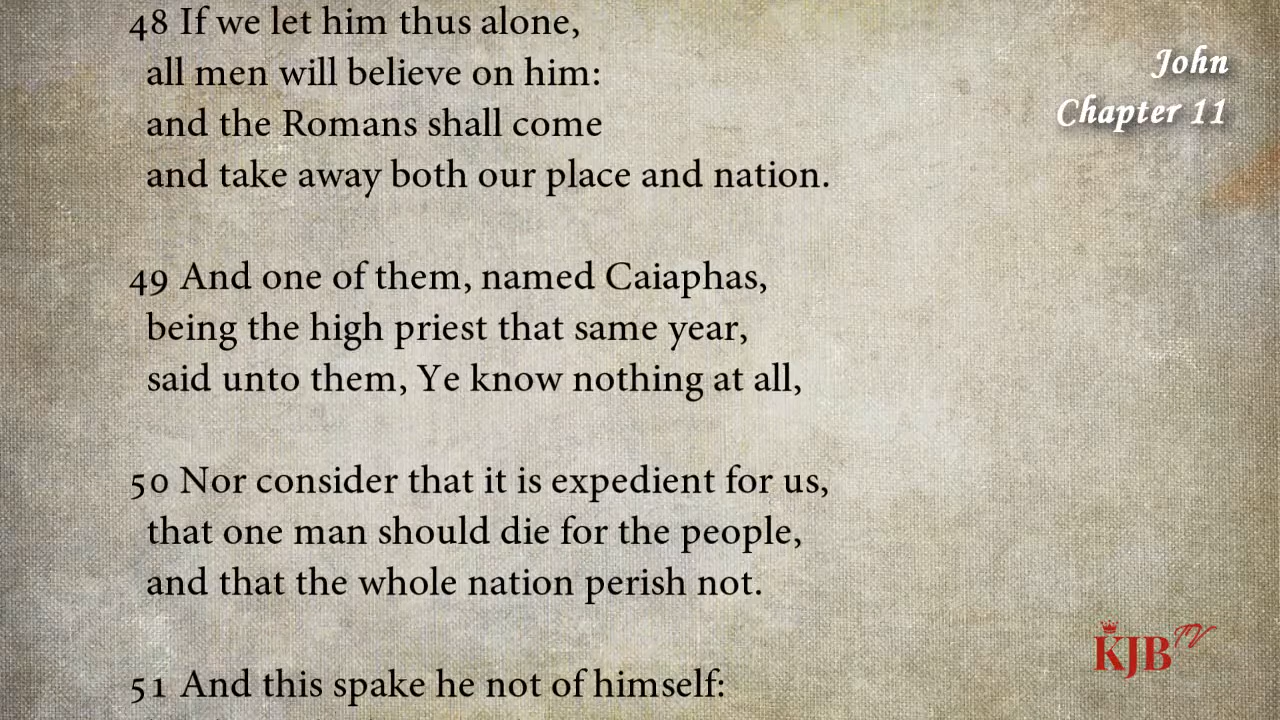 48 If we let him thus alone,
all men will believe on him:
and the Romans shall come
and take away both our place and nation.
49 And one of them, named Caiaphas,
being the high priest that same year,
said unto them, Ye know nothing at all,
50 Nor consider that it is expedient for us,
that one man should die for the people,
and that the whole nation perish not.
51 And this spake he not of himself:
John
Chapter 11
KJB TV